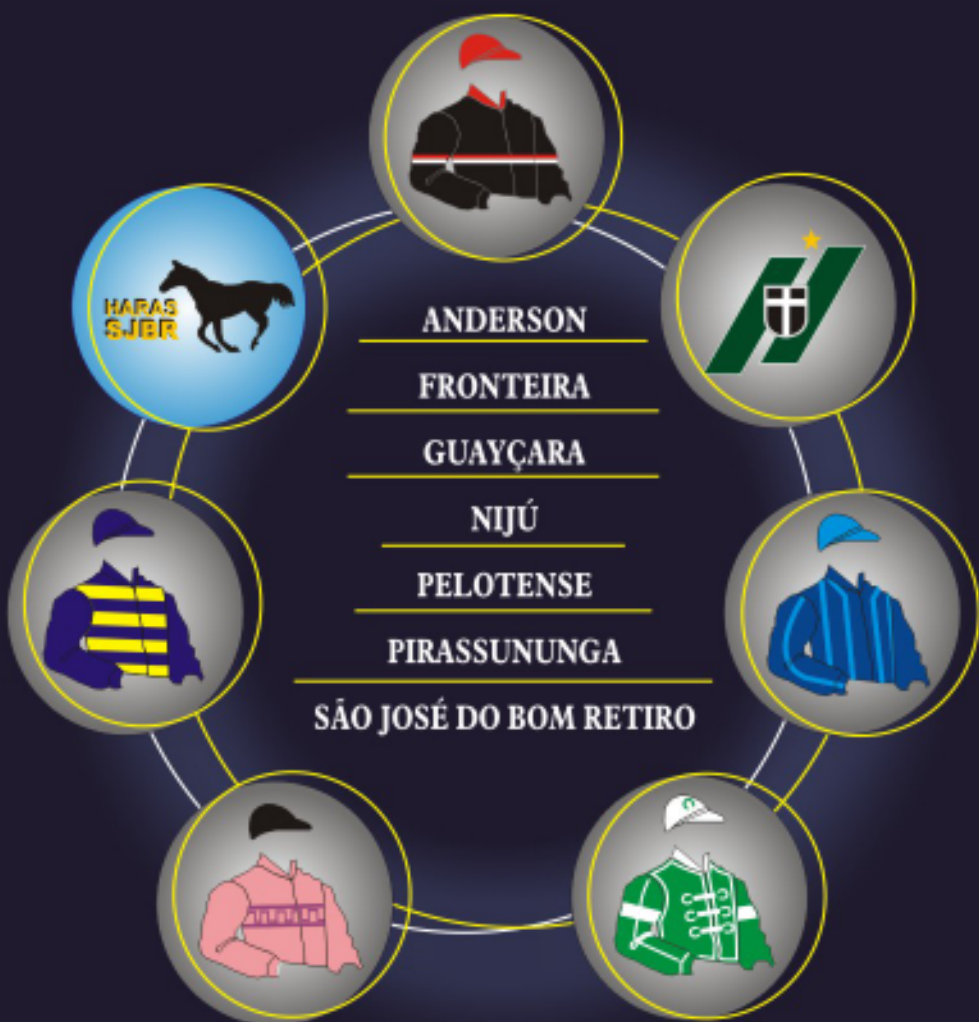 HARAS
SJBR
ANDERSON
FRONTEIRA
GUAYÇARA
NIJÚ
PELOTENSE
PIRASSUNUNGA
SÃO JOSÉ DO BOM RETIRO